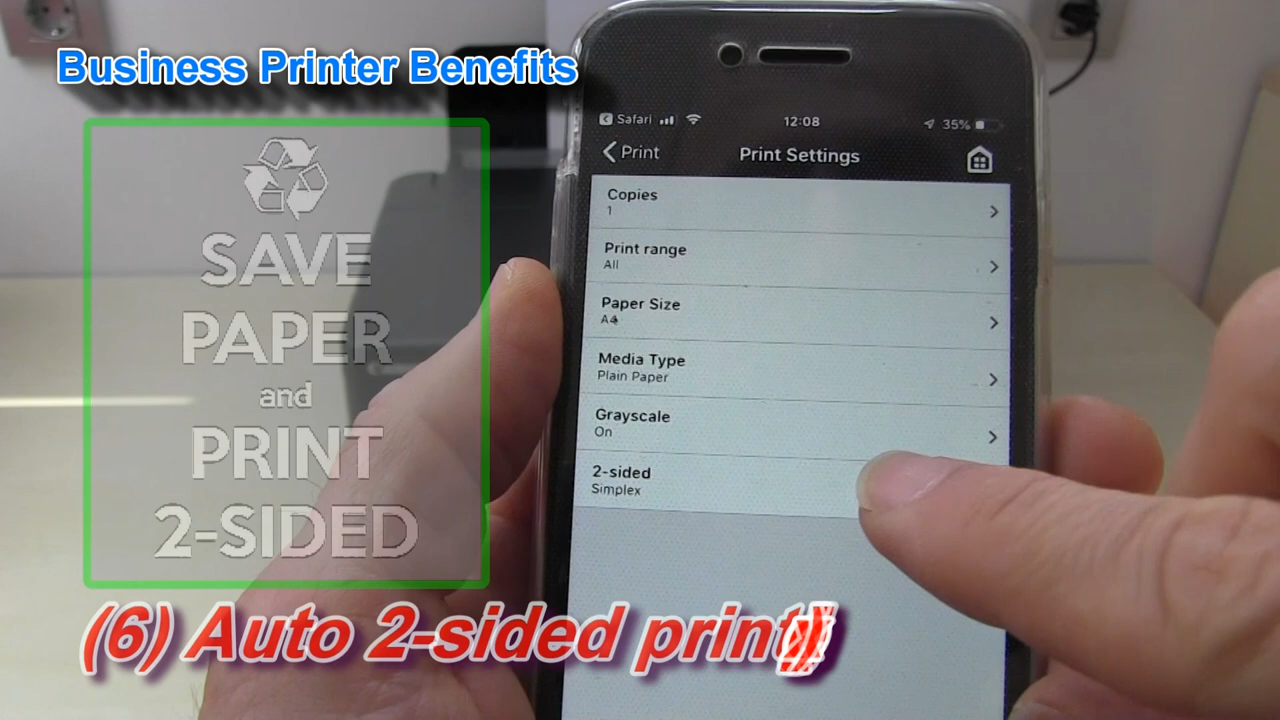 Business Printer Benefits
SAVE
PAPER
and
PRINT
2-SIDED
(6) Auto 2-sided print
Safari
12:08
35%
Print
Print Settings
Copies
1
Print range
All
Paper Size
A4
Media Type
Plain Paper
Grayscale
On
2-sided
Simplex